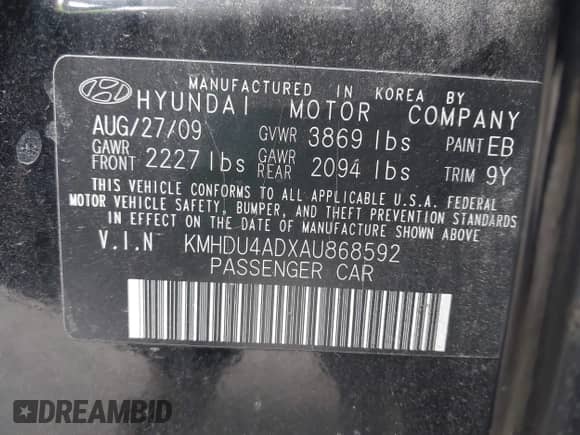 MANUFACTURED IN KOREA BY
HYUNDAI MOTOR COMPANY
AUG/27/09 GVWR 3869 lbs PAINT EB
GAWR FRONT 2227 lbs GAWR REAR 2094 lbs TRIM 9Y
THIS VEHICLE CONFORMS TO ALL APPLICABLE U.S.A. FEDERAL
MOTOR VEHICLE SAFETY, BUMPER, AND THEFT PREVENTION STANDARDS
IN EFFECT ON THE DATE OF MANUFACTURE SHOWN ABOVE.
V.I.N KMHDU4ADXAU868592
PASSENGER CAR
DREAMBID